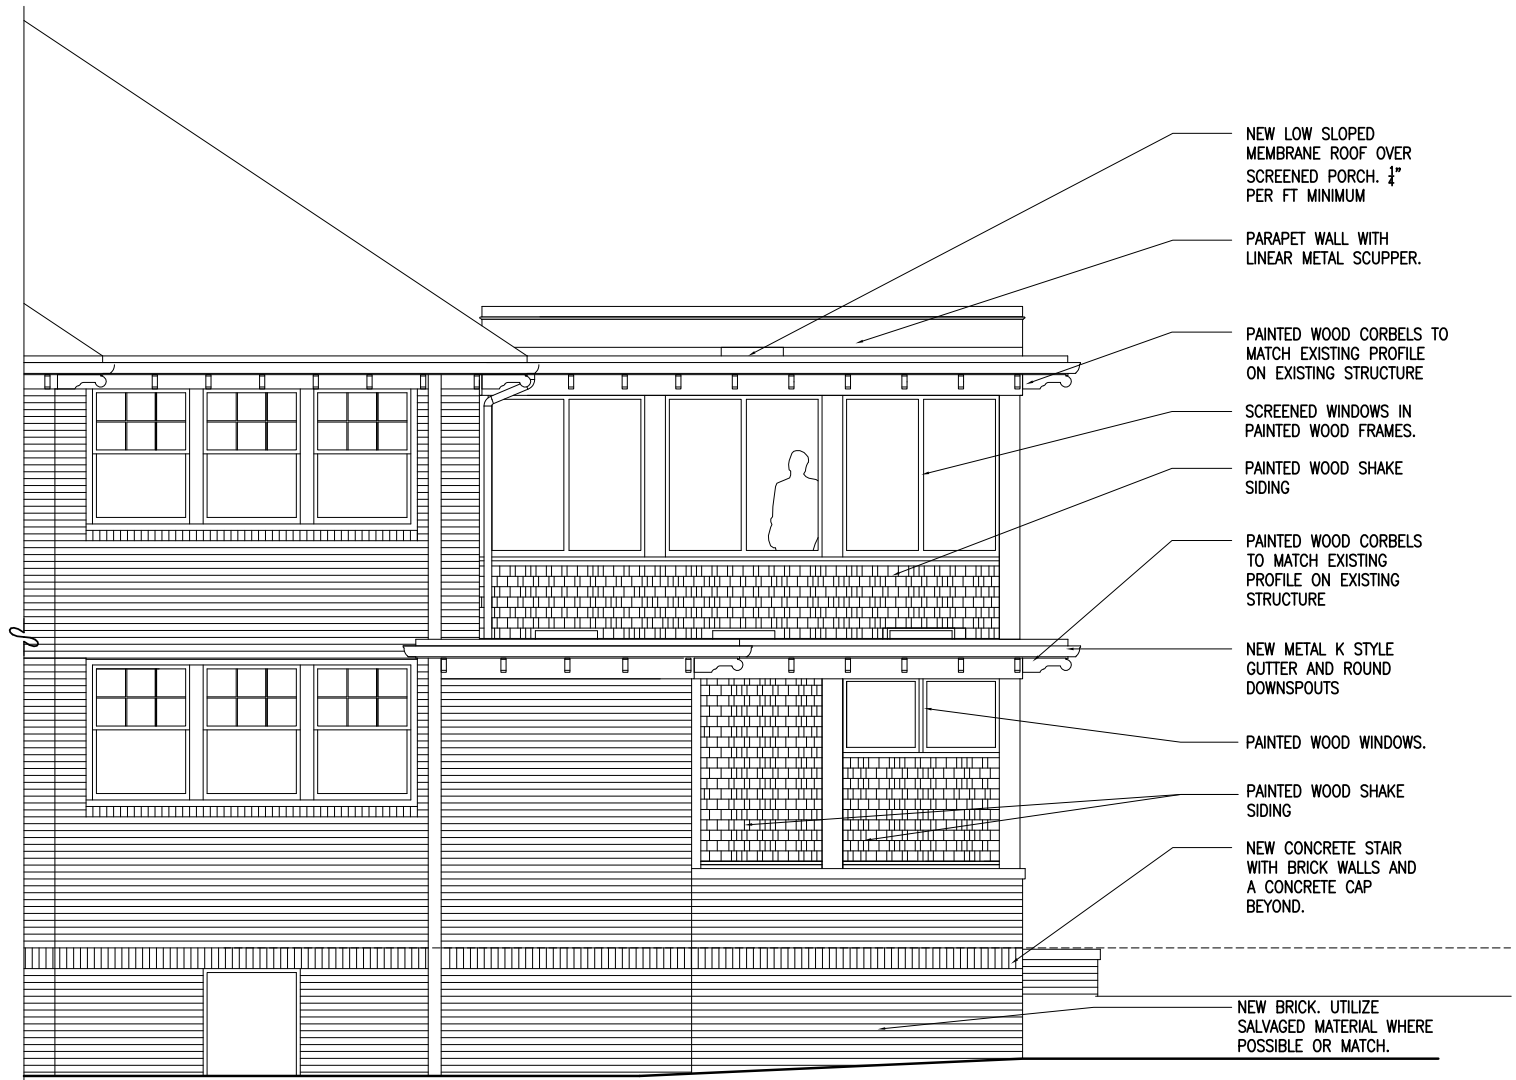 NEW LOW SLOPED
MEMBRANE ROOF OVER
SCREENED PORCH. ¼"
PER FT MINIMUM
PARAPET WALL WITH
LINEAR METAL SCUPPER.
PAINTED WOOD CORBELS TO
MATCH EXISTING PROFILE
ON EXISTING STRUCTURE
SCREENED WINDOWS IN
PAINTED WOOD FRAMES.
PAINTED WOOD SHAKE
SIDING
PAINTED WOOD CORBELS
TO MATCH EXISTING
PROFILE ON EXISTING
STRUCTURE
NEW METAL K STYLE
GUTTER AND ROUND
DOWNSPOUTS
PAINTED WOOD WINDOWS.
PAINTED WOOD SHAKE
SIDING
NEW CONCRETE STAIR
WITH BRICK WALLS AND
A CONCRETE CAP
BEYOND.
NEW BRICK. UTILIZE
SALVAGED MATERIAL WHERE
POSSIBLE OR MATCH.